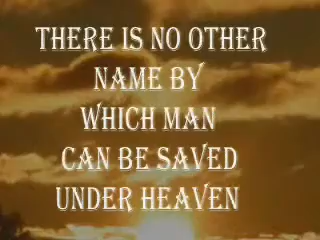 THERE IS NO OTHER
NAME BY
WHICH MAN
CAN BE SAVED
UNDER HEAVEN